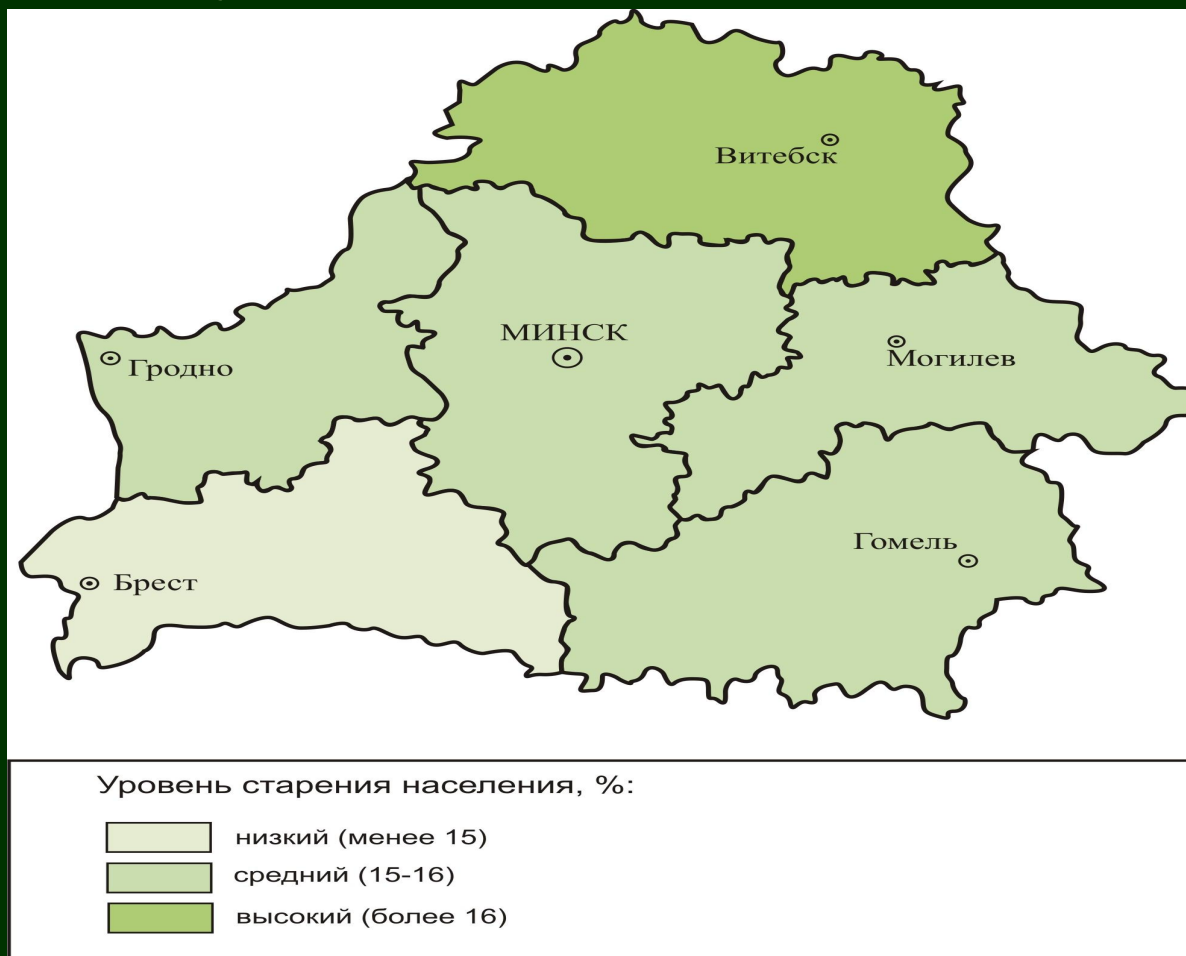 Витебск
МИНСК
Могилев
Гродно
Гомель
Брест
Уровень старения населения, %:
низкий (менее 15)
средний (15-16)
высокий (более 16)